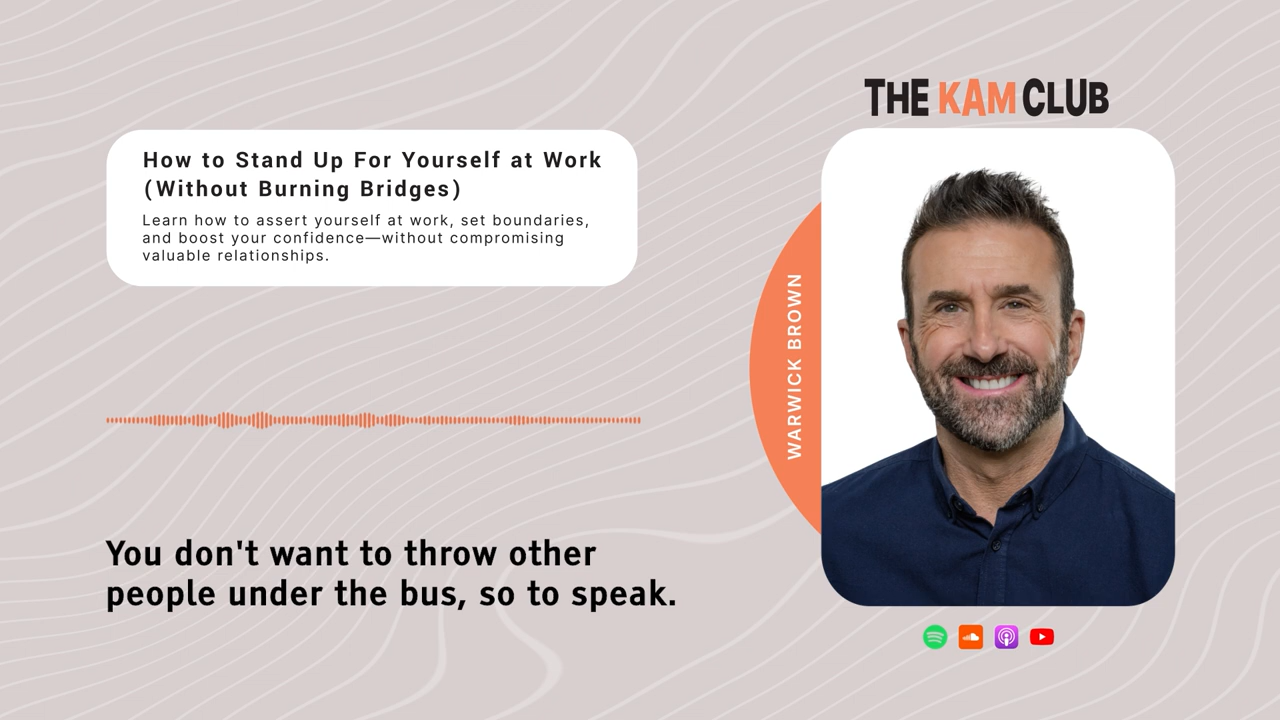 THE KAM CLUB
How to Stand Up For Yourself at Work
(Without Burning Bridges)
Learn how to assert yourself at work, set boundaries,
and boost your confidence—without compromising
valuable relationships.
WARWICK BROWN
You don't want to throw other
people under the bus, so to speak.